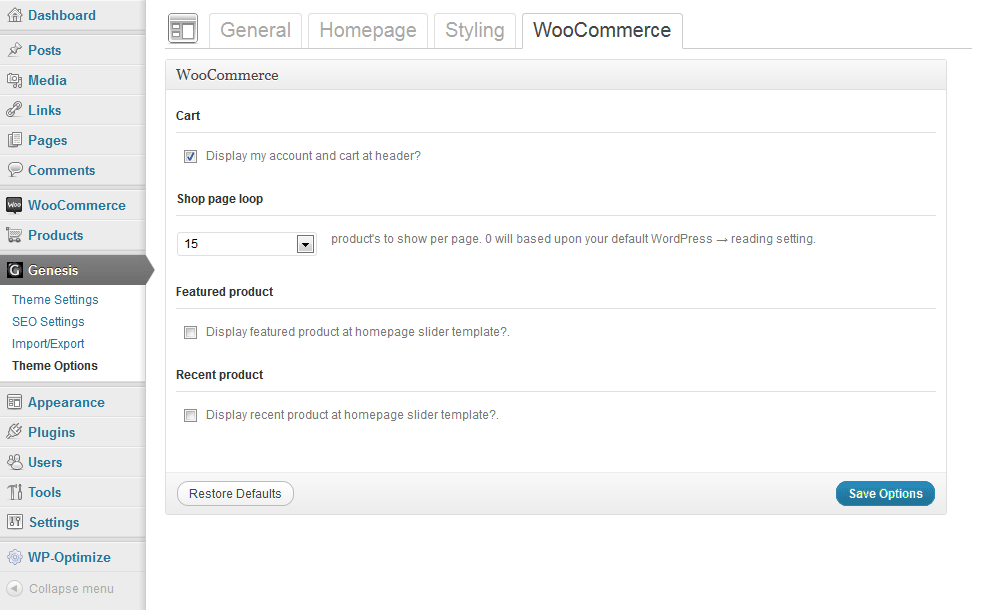 Dashboard
Posts
Media
Links
Pages
Comments
Woo WooCommerce
Products
G Genesis
Theme Settings
SEO Settings
Import/Export
Theme Options
Appearance
Plugins
Users
Tools
Settings
WP-Optimize
Collapse menu
General Homepage Styling WooCommerce
WooCommerce
Cart
Display my account and cart at header?
Shop page loop
15 product's to show per page. 0 will based upon your default WordPress → reading setting.
Featured product
Display featured product at homepage slider template?.
Recent product
Display recent product at homepage slider template?.
Restore Defaults Save Options